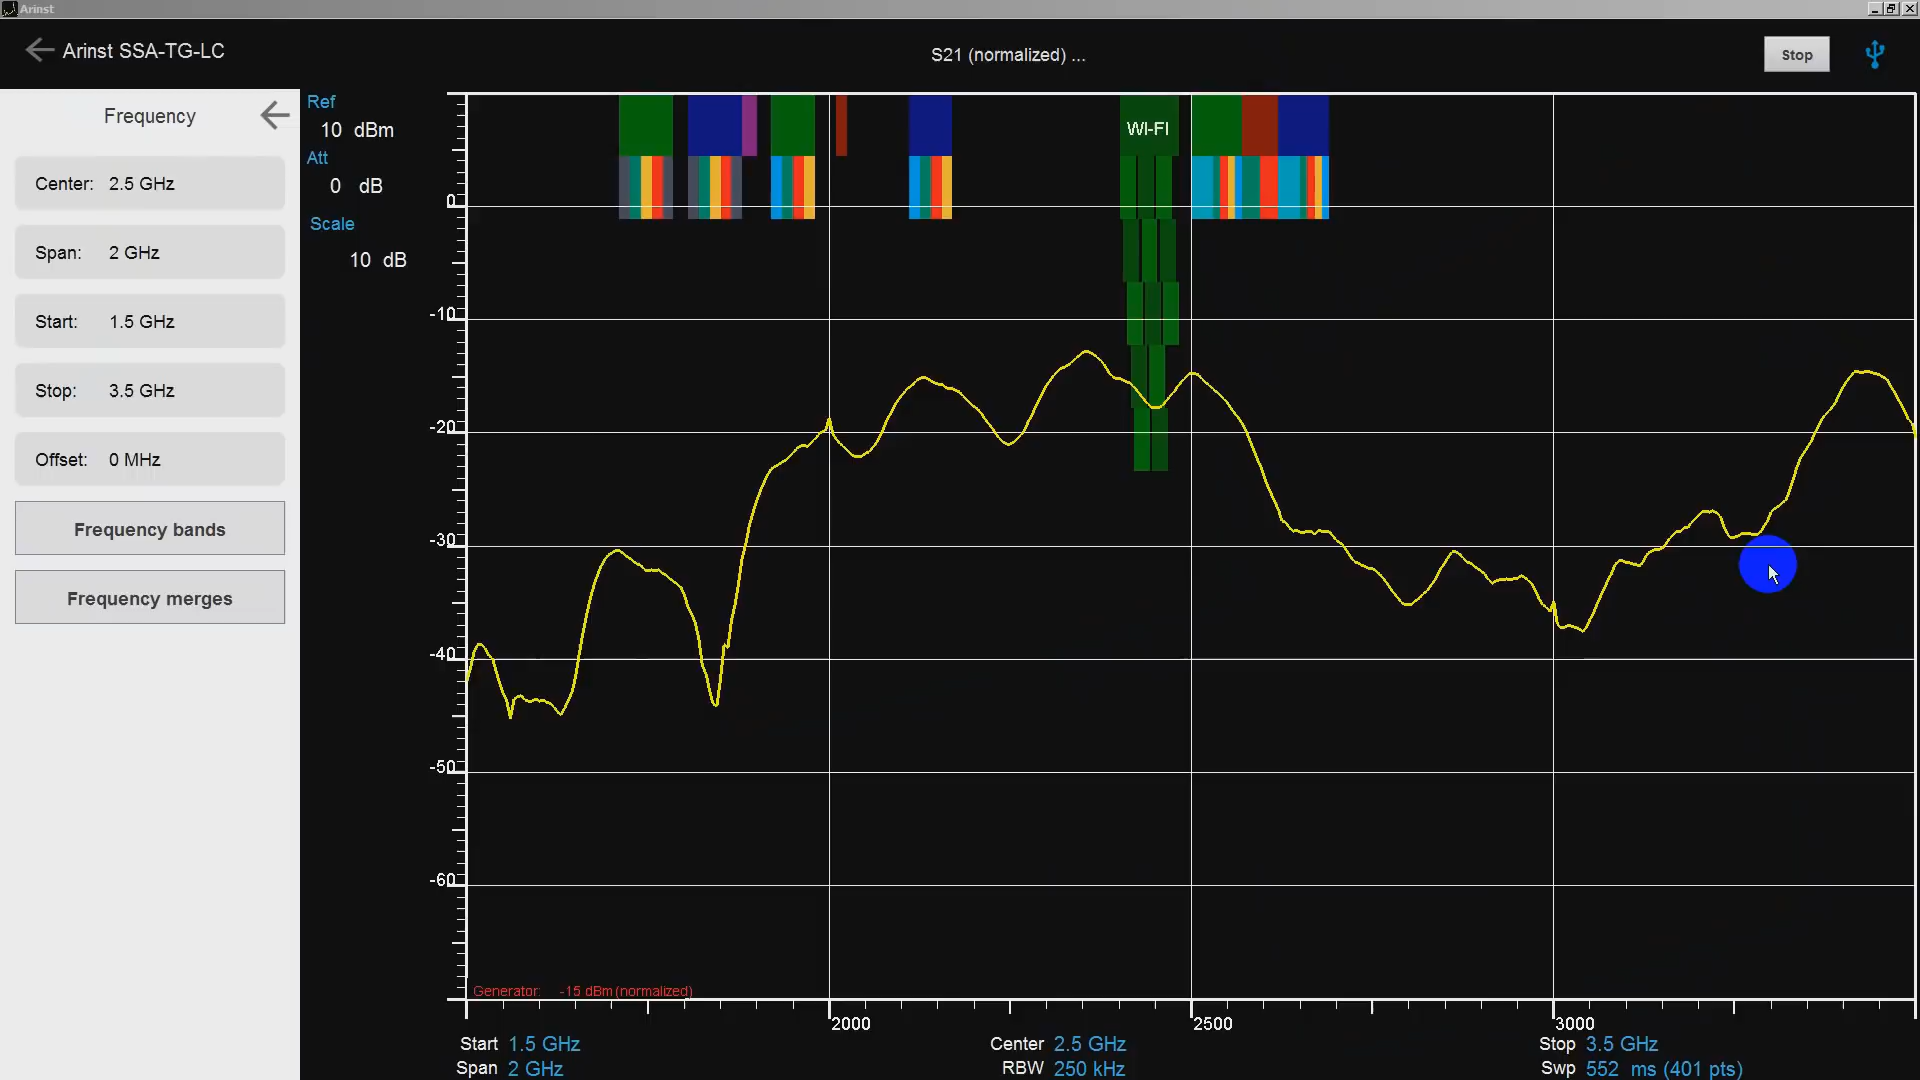 Arinst
Arinst SSA-TG-LC
S21 (normalized) ...
Stop
Frequency
Center: 2.5 GHz
Span: 2 GHz
Start: 1.5 GHz
Stop: 3.5 GHz
Offset: 0 MHz
Frequency bands
Frequency merges
Ref
10 dBm
Att
0 dB
Scale
10 dB
WI-FI
0
-10
-20
-30
-40
-50
-60
Generator: -15 dBm (normalized)
2000 2500 3000
Start 1.5 GHz Center 2.5 GHz Stop 3.5 GHz
Span 2 GHz RBW 250 kHz Swp 552 ms (401 pts)